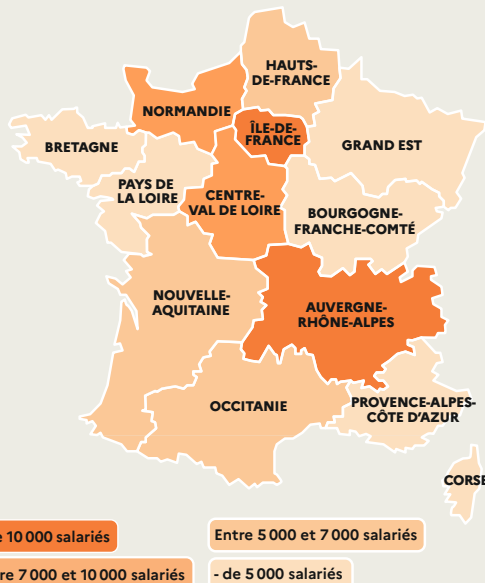 HAUTS-
DE-FRANCE
NORMANDIE
ÎLE-DE-
FRANCE
BRETAGNE
GRAND EST
PAYS DE
LA LOIRE
CENTRE-
VAL DE LOIRE
BOURGOGNE-
FRANCHE-COMTÉ
NOUVELLE-
AQUITAINE
AUVERGNE-
RHÔNE-ALPES
OCCITANIE
PROVENCE-ALPES-
CÔTE D'AZUR
CORSE
10 000 salariés
Entre 5 000 et 7 000 salariés
7 000 et 10 000 salariés
- de 5 000 salariés